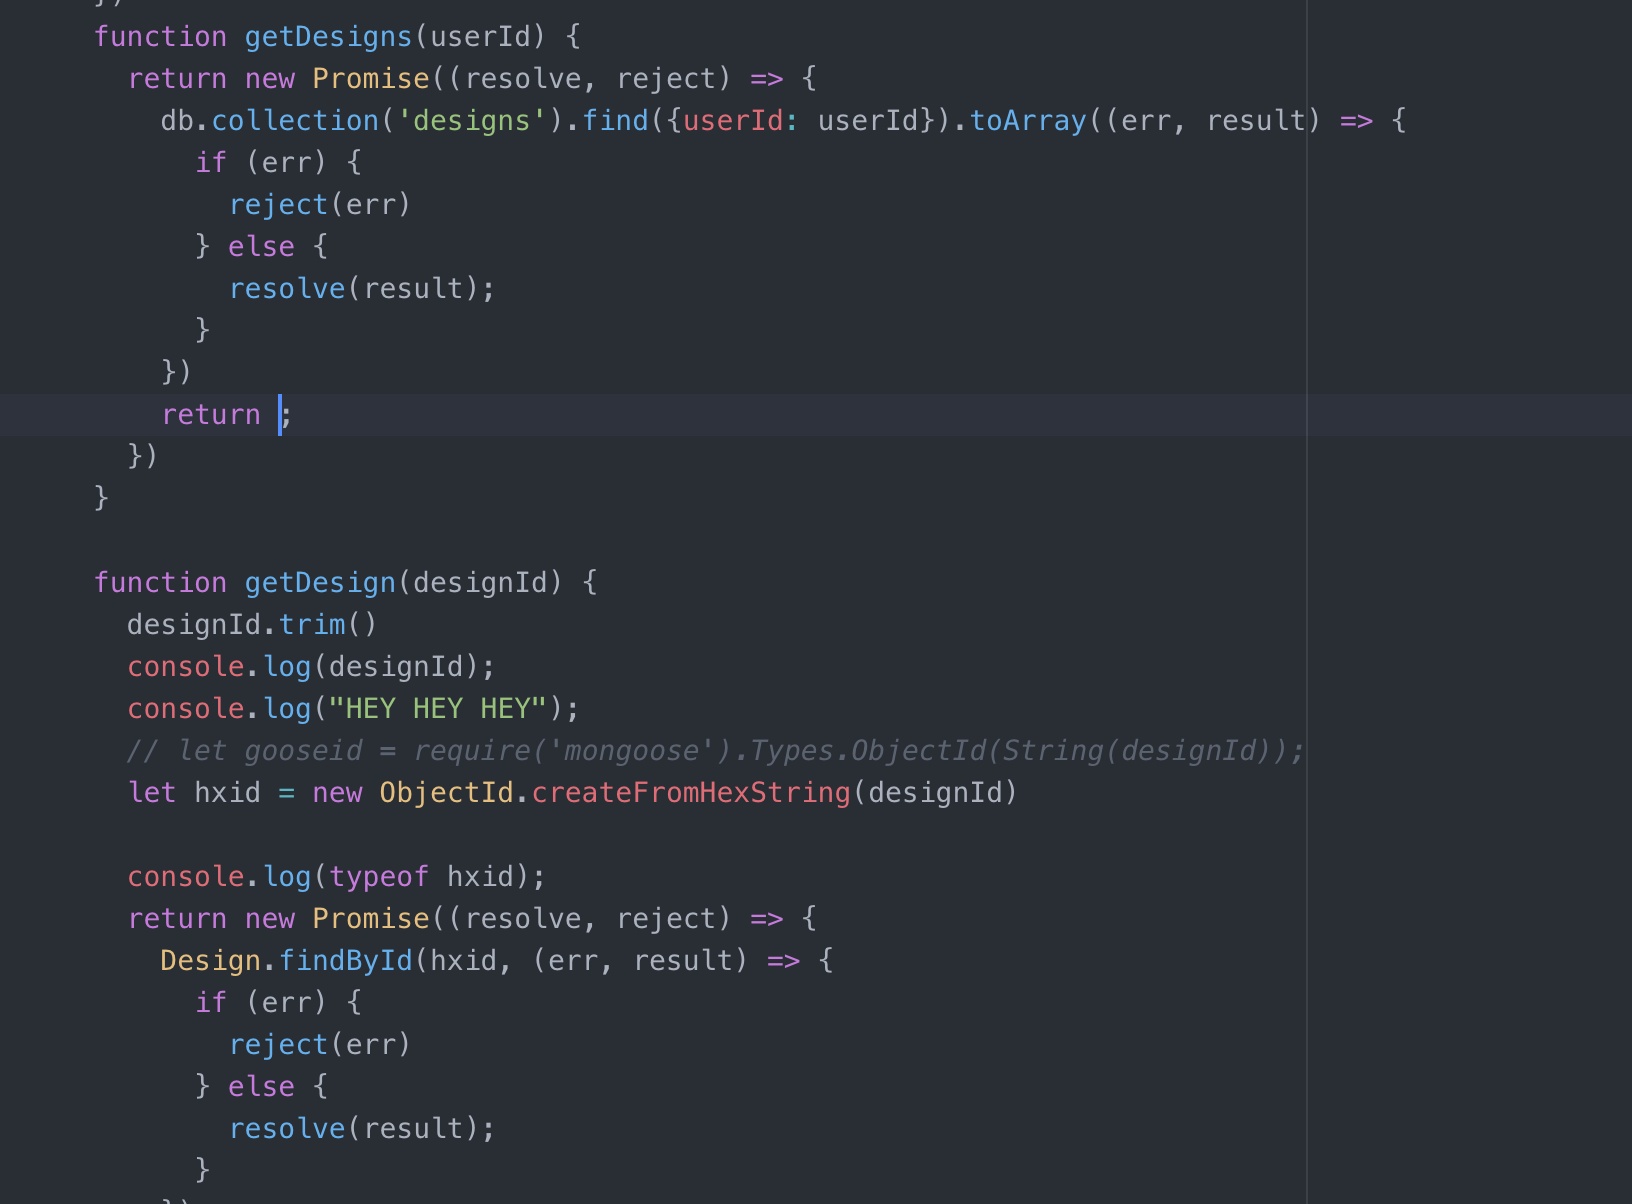 function getDesigns(userId) {
return new Promise((resolve, reject) => {
db.collection('designs').find({userId: userId}).toArray((err, result) => {
if (err) {
reject(err)
} else {
resolve(result);
}
})
return ;
})
}
function getDesign(designId) {
designId.trim()
console.log(designId);
console.log("HEY HEY HEY");
// let gooseid = require('mongoose').Types.ObjectId(String(designId));
let hxid = new ObjectId.createFromHexString(designId)
console.log(typeof hxid);
return new Promise((resolve, reject) => {
Design.findById(hxid, (err, result) => {
if (err) {
reject(err)
} else {
resolve(result);
}